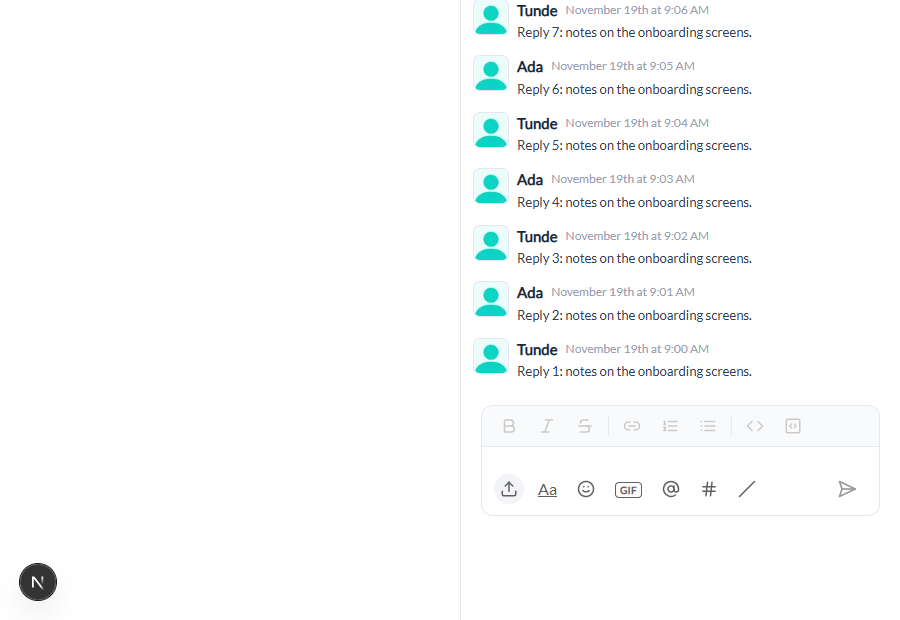 Tunde November 19th at 9:06 AM
Reply 7: notes on the onboarding screens.
Ada November 19th at 9:05 AM
Reply 6: notes on the onboarding screens.
Tunde November 19th at 9:04 AM
Reply 5: notes on the onboarding screens.
Ada November 19th at 9:03 AM
Reply 4: notes on the onboarding screens.
Tunde November 19th at 9:02 AM
Reply 3: notes on the onboarding screens.
Ada November 19th at 9:01 AM
Reply 2: notes on the onboarding screens.
Tunde November 19th at 9:00 AM
Reply 1: notes on the onboarding screens.
Aa GIF @ #
N